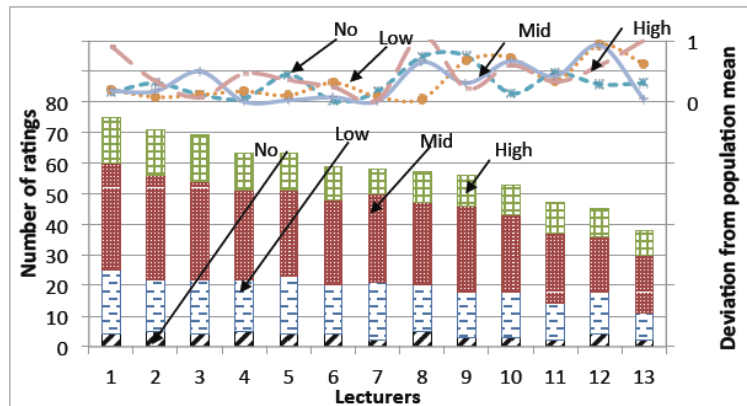 No
Low
Mid
High
1
0
80
70
60
50
40
30
20
10
0
No
Low
Mid
High
Number of ratings
Deviation from population mean
1 2 3 4 5 6 7 8 9 10 11 12 13
Lecturers